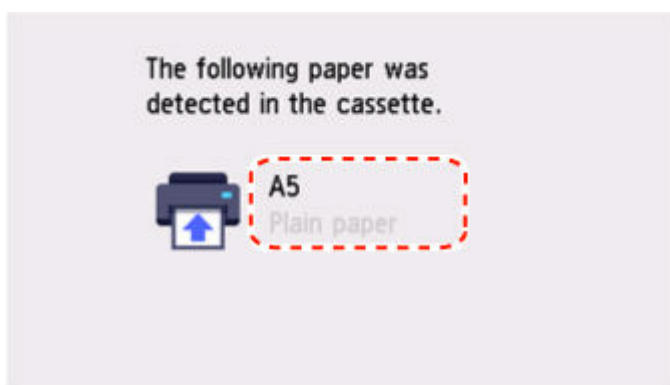 The following paper was
detected in the cassette.
A5
Plain paper